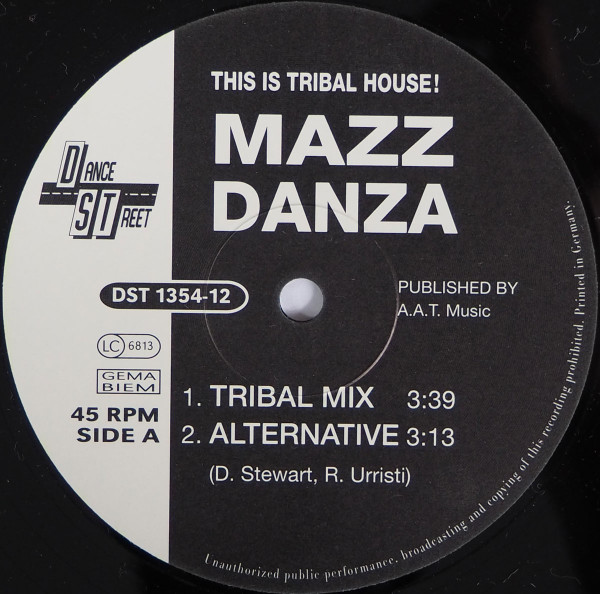 THIS IS TRIBAL HOUSE!
MAZZ
DANZA
DANCE
STREET
DST 1354-12
PUBLISHED BY
A.A.T. Music
LC 6813
GEMA
BIEM
45 RPM
SIDE A
1. TRIBAL MIX 3:39
2. ALTERNATIVE 3:13
(D. Stewart, R. Urristi)
Unauthorized public performance, broadcasting and copying of this recording prohibited. Printed in Germany.